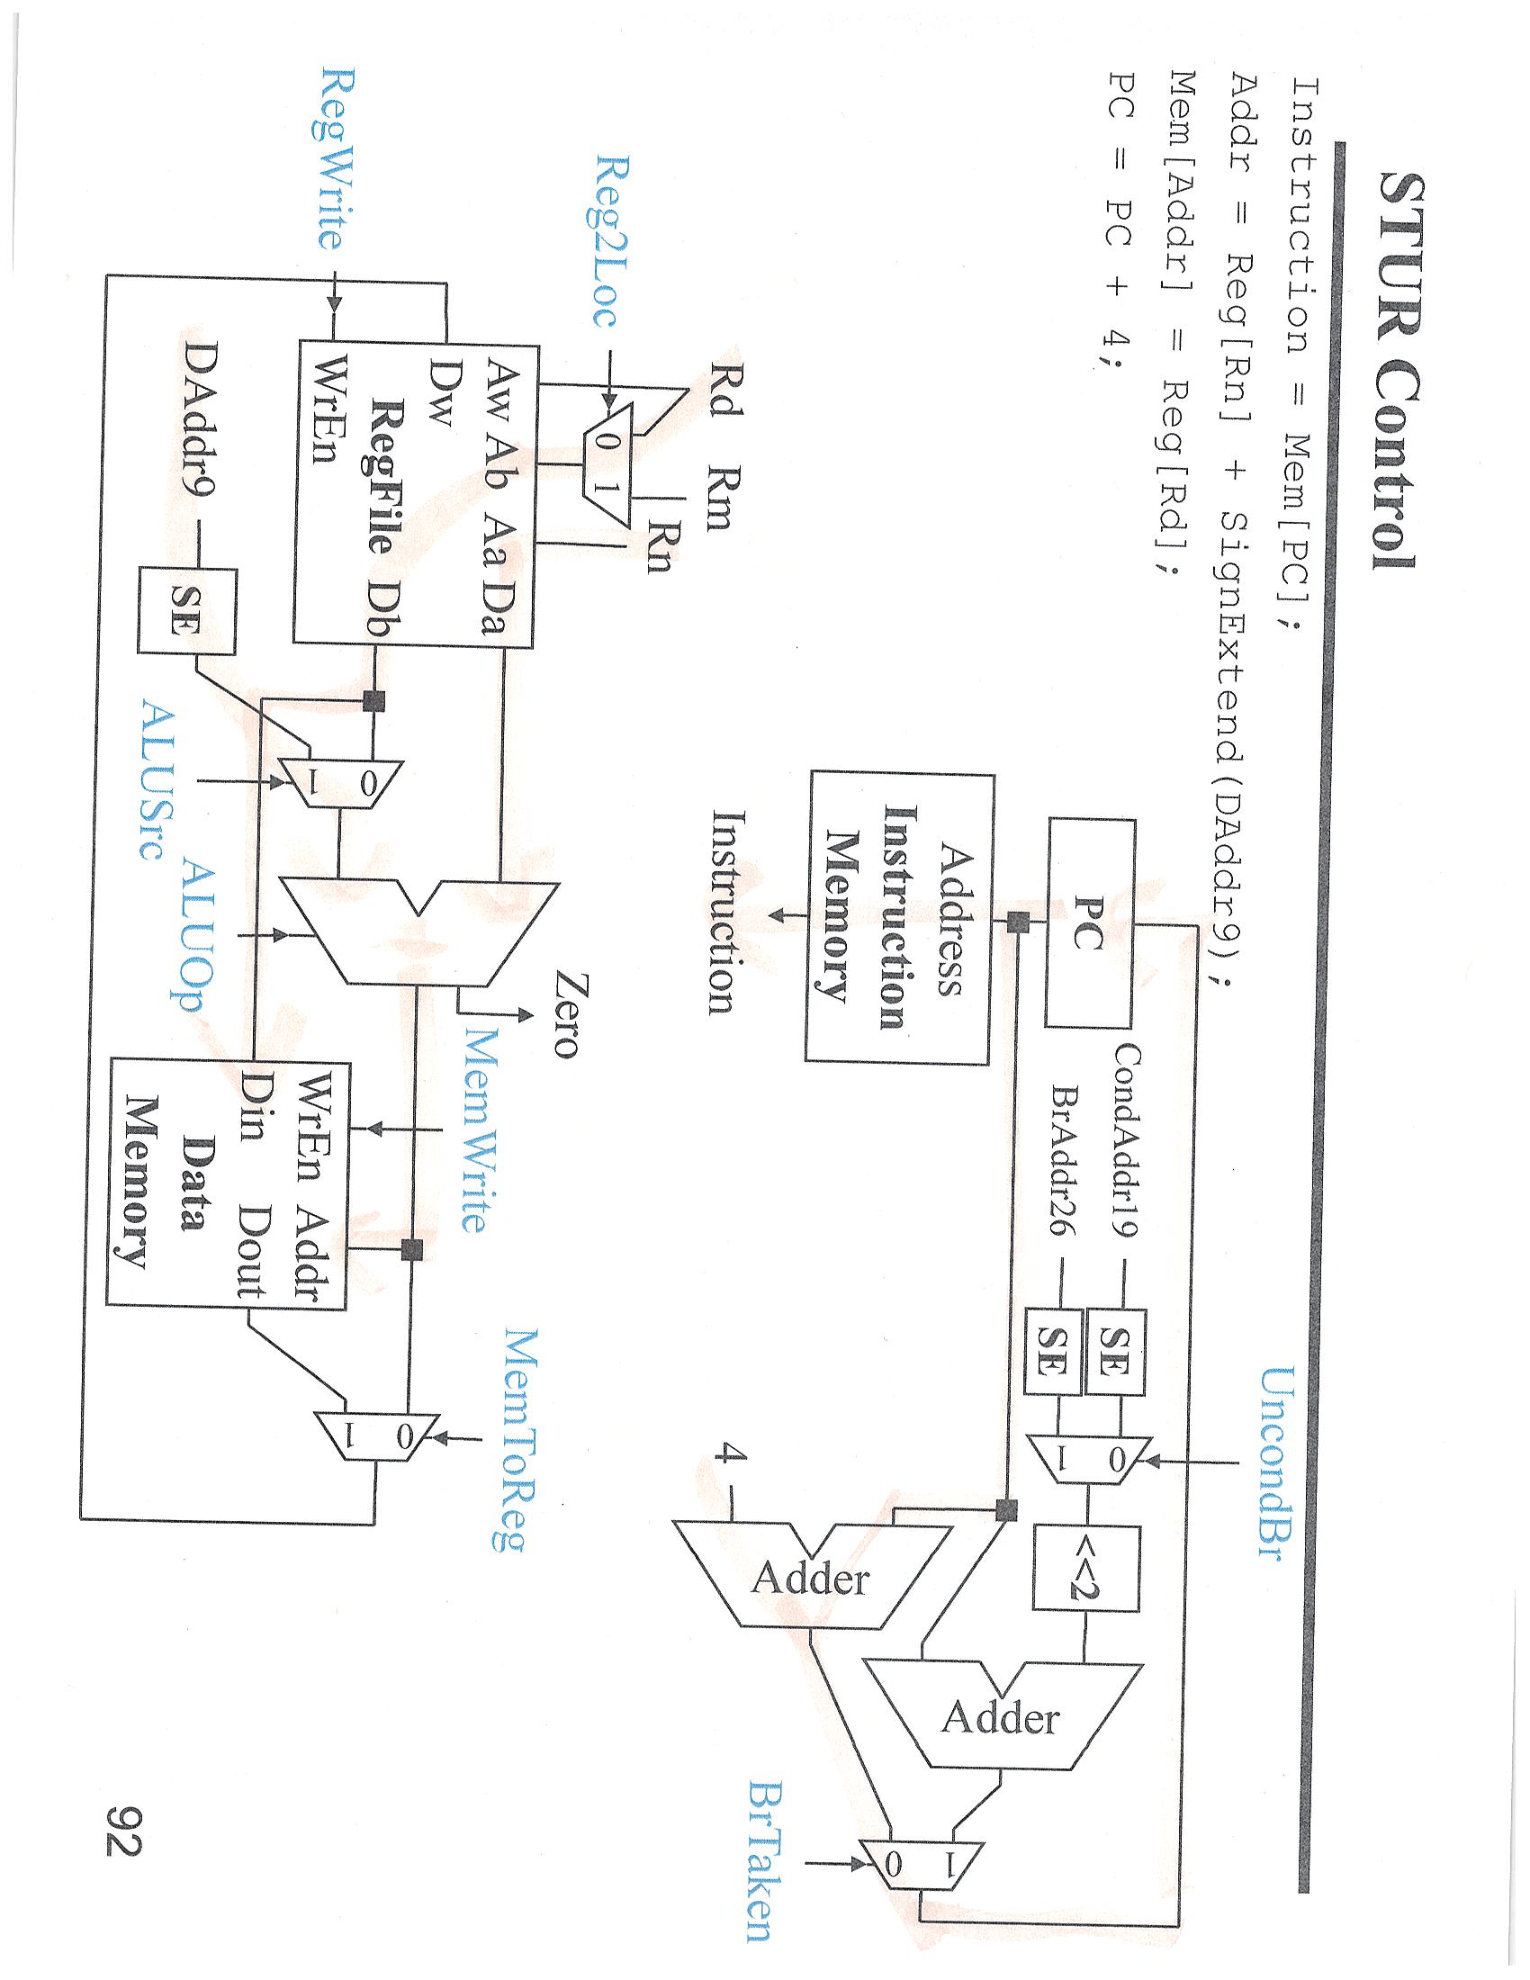 STUR Control
Instruction = Mem[PC];
Addr = Reg[Rn] + SignExtend(DAddr9);
Mem[Addr] = Reg[Rd];
PC = PC + 4;
UncondBr
CondAddr19
SE
0
BrAddr26
SE
1
<<2
PC
Adder
1
0
Address
Instruction
Memory
Adder
4
BrTaken
Instruction
Rd Rm
Rn
Reg2Loc
0 1
Zero
MemWrite
MemToReg
RegWrite
Aw Ab Aa Da
Dw
RegFile Db
WrEn
0
1
WrEn Addr
Din Dout
Data
Memory
0
1
DAddr9
SE
ALUSrc
ALUOp
92